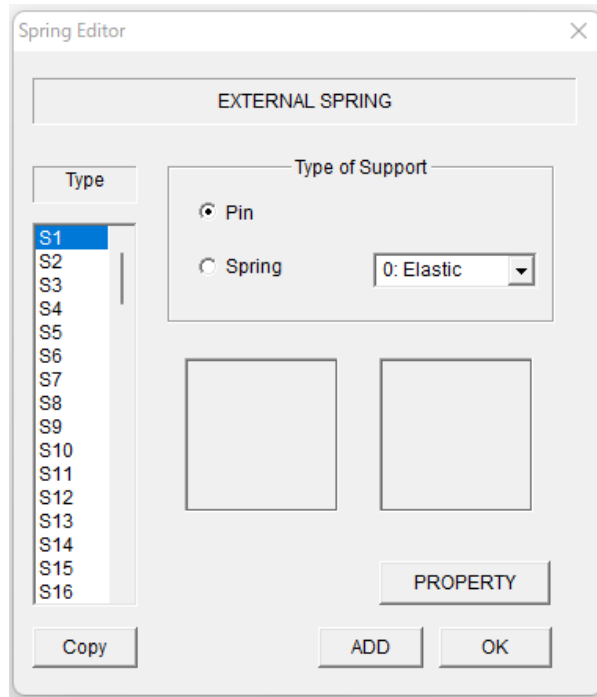 Spring Editor
EXTERNAL SPRING
Type
S1
S2
S3
S4
S5
S6
S7
S8
S9
S10
S11
S12
S13
S14
S15
S16
Copy
Type of Support
Pin
Spring
0: Elastic
PROPERTY
ADD
OK